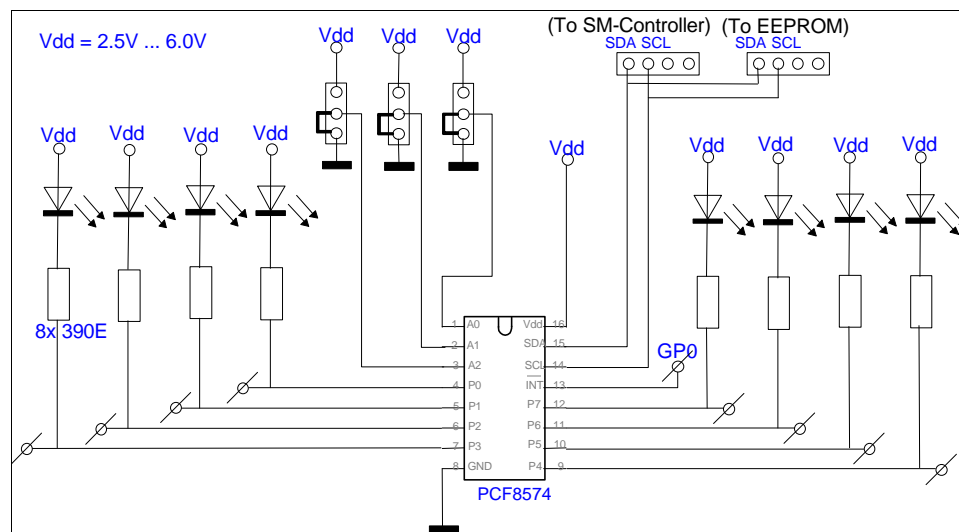 (To SM-Controller) (To EEPROM)
Vdd = 2.5V ... 6.0V
Vdd Vdd Vdd
SDA SCL SDA SCL
Vdd Vdd Vdd Vdd
Vdd
Vdd Vdd Vdd Vdd
8x 390E
1 A0 Vdd 16
2 A1 SDA 15
3 A2 SCL 14
GP0
4 P0 INT 13
5 P1 P7 12
6 P2 P6 11
7 P3 P5 10
8 GND P4 9
PCF8574